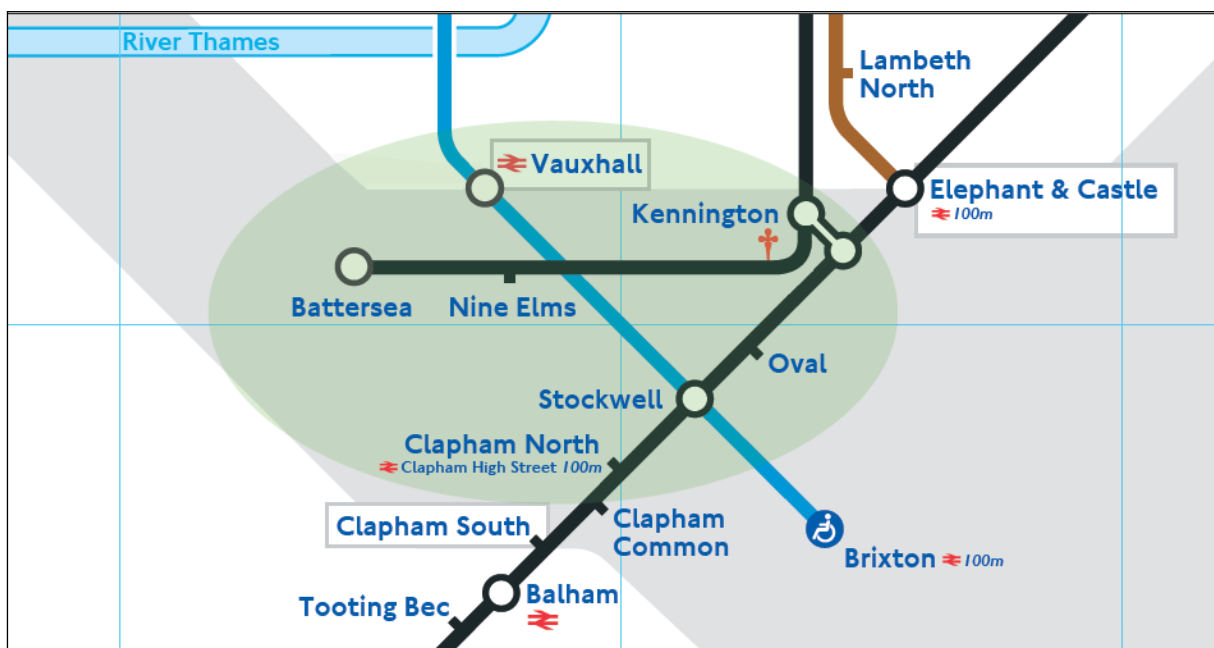 River Thames
Lambeth
North
Vauxhall
Elephant & Castle
100m
Kennington
Battersea
Nine Elms
Oval
Stockwell
Clapham North
Clapham High Street 100m
Clapham South
Clapham
Common
Brixton 100m
Balham
Tooting Bec